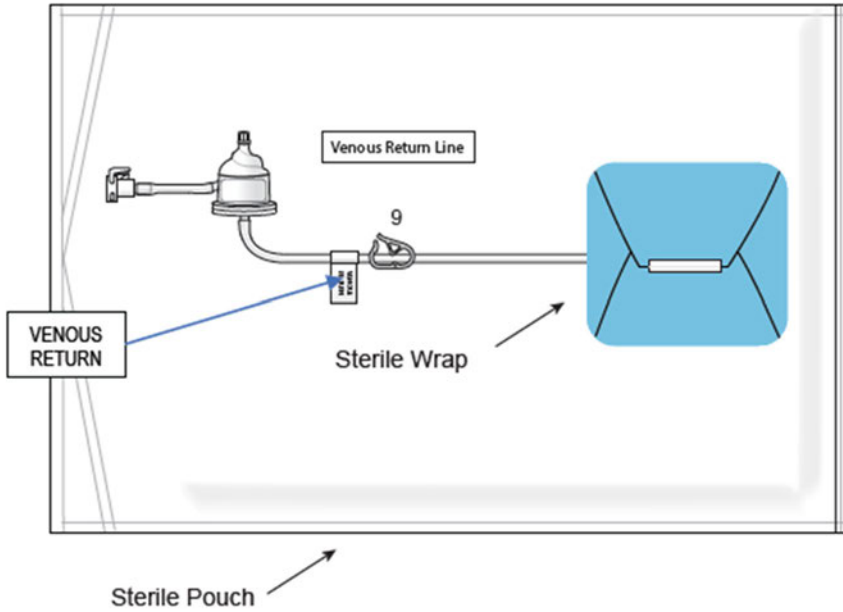 Venous Return Line
9
VENOUS
RETURN
Sterile Wrap
Sterile Pouch